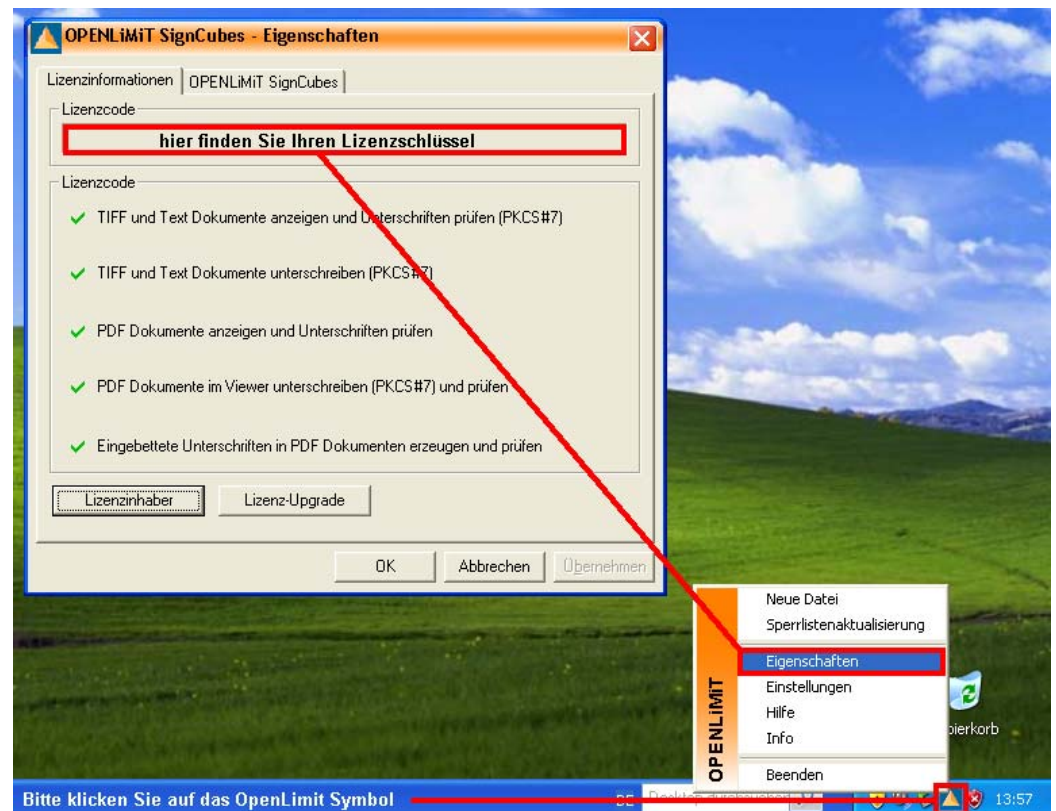 OPENLiMiT SignCubes - Eigenschaften
Lizenzinformationen
OPENLiMiT SignCubes
Lizenzcode
hier finden Sie Ihren Lizenzschlüssel
Lizenzcode
TIFF und Text Dokumente anzeigen und Unterschriften prüfen (PKCS#7)
TIFF und Text Dokumente unterschreiben (PKCS#7)
PDF Dokumente anzeigen und Unterschriften prüfen
PDF Dokumente im Viewer unterschreiben (PKCS#7) und prüfen
Eingebettete Unterschriften in PDF Dokumenten erzeugen und prüfen
Lizenzinhaber
Lizenz-Upgrade
OK
Abbrechen
Übernehmen
OPENLiMiT
Neue Datei
Sperrlistenaktualisierung
Eigenschaften
Einstellungen
Hilfe
Info
Beenden
pierkorb
Bitte klicken Sie auf das OpenLimit Symbol
DE
13:57